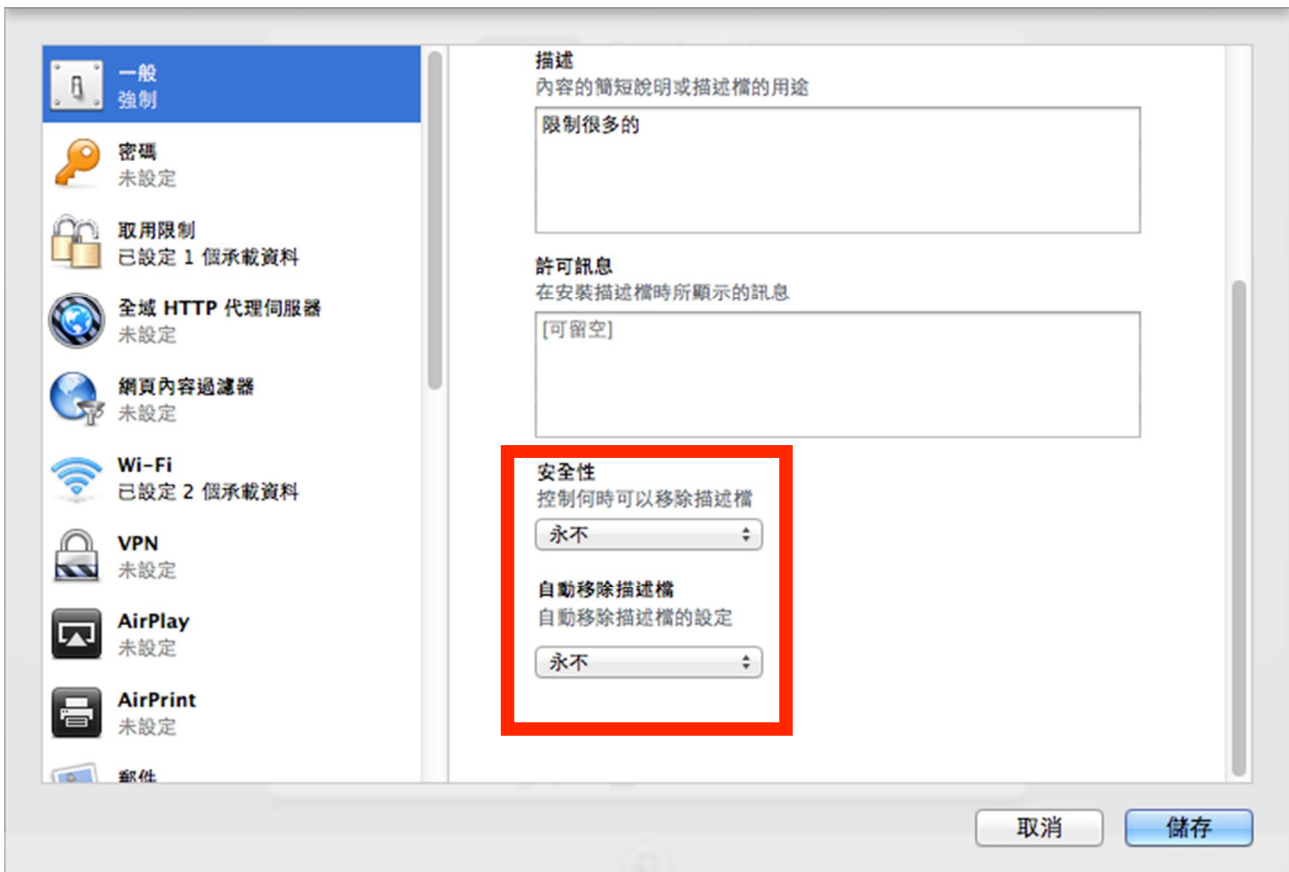 一般
強制
密碼
未設定
取用限制
已設定 1 個承載資料
全域 HTTP 代理伺服器
未設定
網頁內容過濾器
未設定
Wi-Fi
已設定 2 個承載資料
VPN
未設定
AirPlay
未設定
AirPrint
未設定
郵件
描述
內容的簡短說明或描述檔的用途
限制很多的
許可訊息
在安裝描述檔時所顯示的訊息
[可留空]
安全性
控制何時可以移除描述檔
永不
自動移除描述檔
自動移除描述檔的設定
永不
取消
儲存